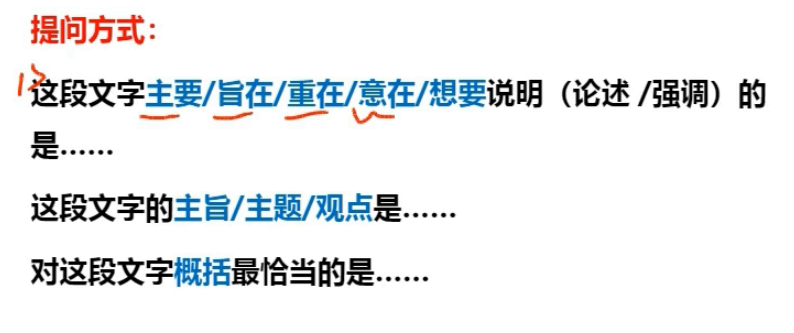 提问方式：
1>这段文字主要/旨在/重在/意在/想要说明（论述 /强调）的
是……
这段文字的主旨/主题/观点是……
对这段文字概括最恰当的是……